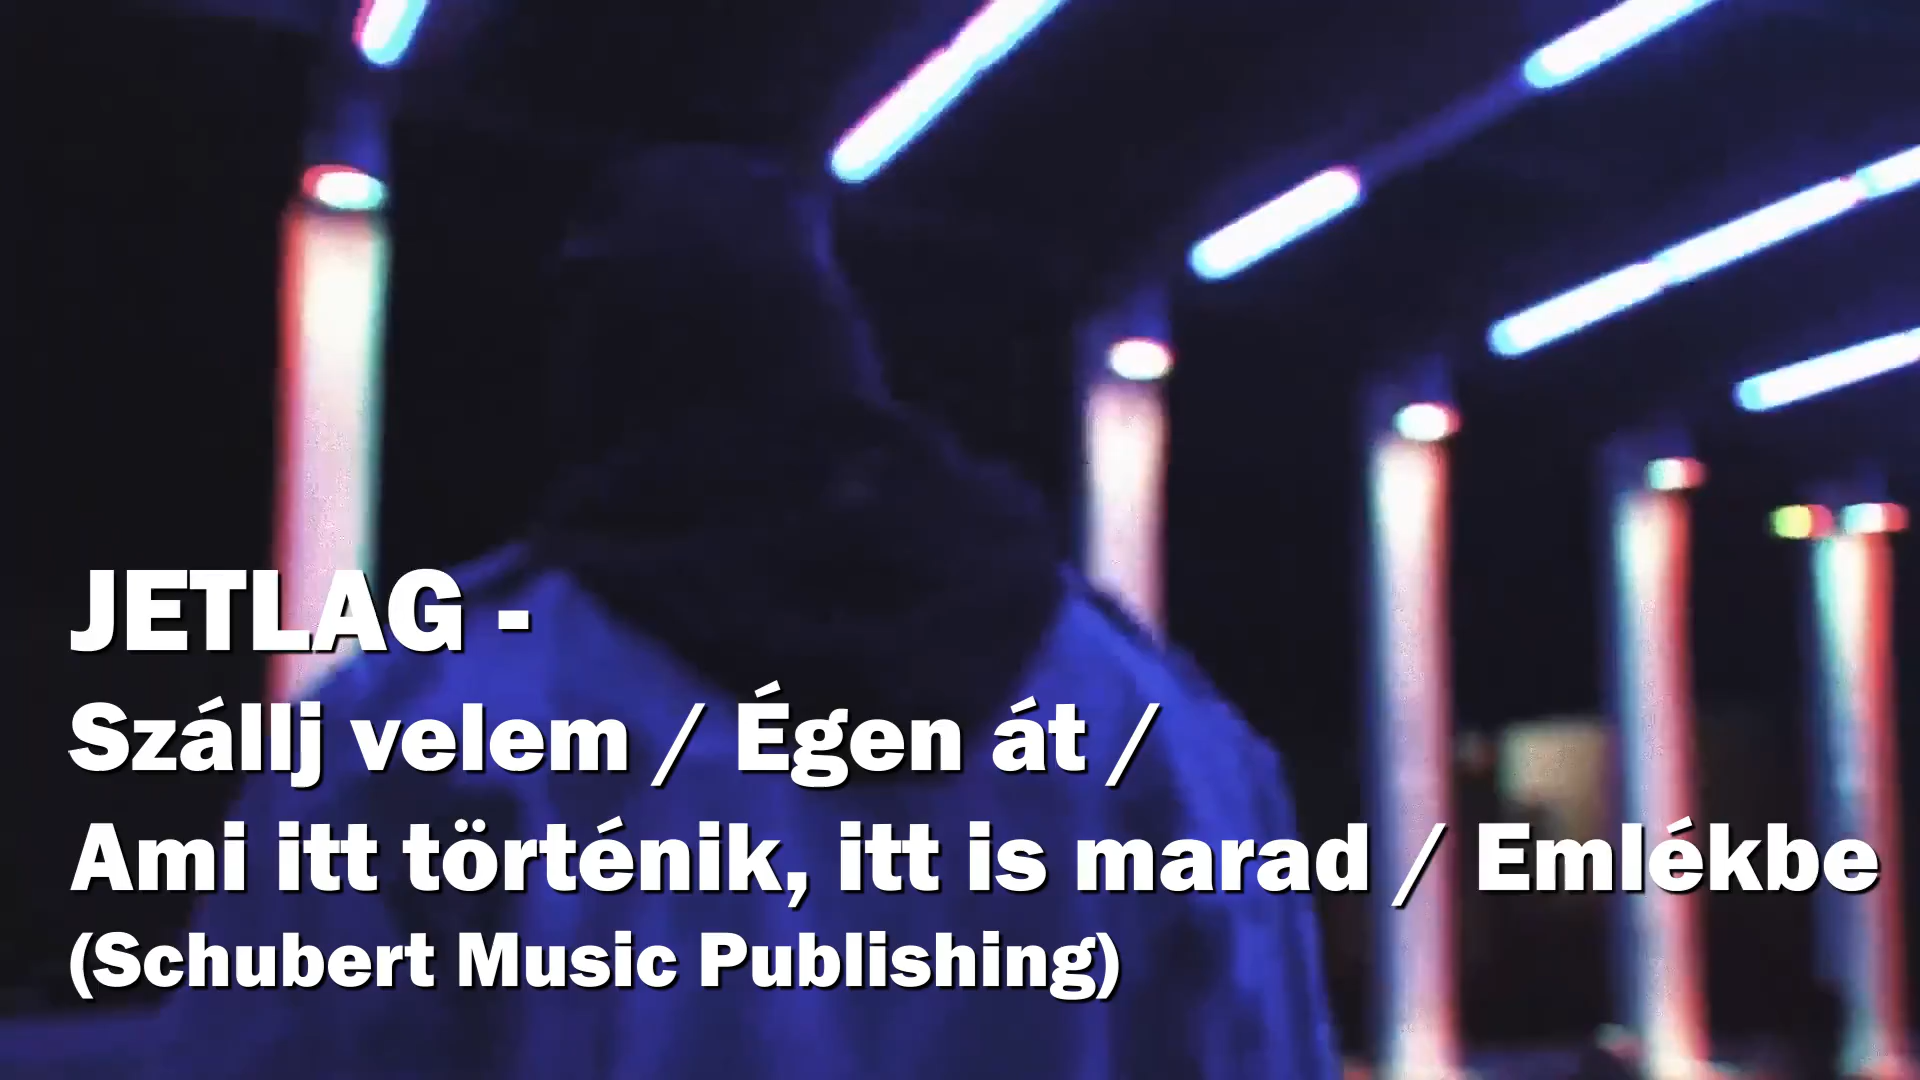 JETLAG -
Szállj velem / Égen át /
Ami itt történik, itt is marad / Emlékbe
(Schubert Music Publishing)